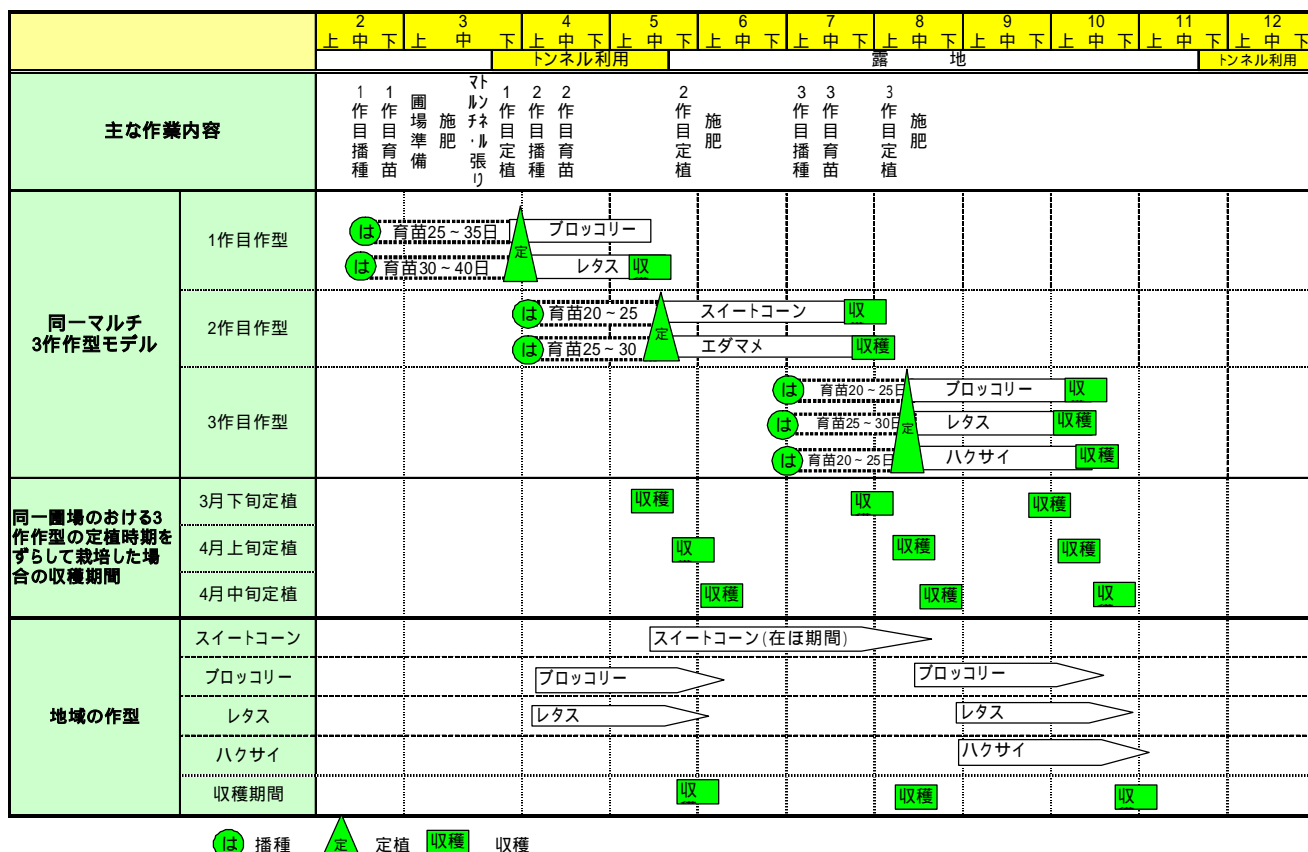 2 3 4 5 6 7 8 9 10 11 12
上 中 下 上 中 下 上 中 下 上 中 下 上 中 下 上 中 下 上 中 下 上 中 下 上 中 下 上 中 下 上 中 下
トンネル利用 露 地 トンネル利用
主な作業内容
1作目播種
1作目育苗
圃場準備
施肥
マルチ・
トンネル張り
1作目定植
2作目播種
2作目育苗
2作目定植
施肥
3作目播種
3作目育苗
3作目定植
施肥
同一マルチ
3作作型モデル
1作目作型
は 育苗25～35日 定 ブロッコリー
は 育苗30～40日 レタス 収
2作目作型
は 育苗20～25 定 スイートコーン 収
は 育苗25～30 エダマメ 収穫
3作目作型
は 育苗20～25日 定 ブロッコリー 収
は 育苗25～30日 レタス 収穫
は 育苗20～25日 ハクサイ 収穫
同一圃場のおける3
作作型の定植時期を
ずらして栽培した場
合の収穫期間
3月下旬定植 収穫 収 収穫
4月上旬定植 収 収穫 収穫
4月中旬定植 収穫 収穫 収
地域の作型
スイートコーン スイートコーン(在ほ期間)
ブロッコリー ブロッコリー ブロッコリー
レタス レタス レタス
ハクサイ ハクサイ
収穫期間 収 収穫 収
は 播種 定 定植 収穫 収穫